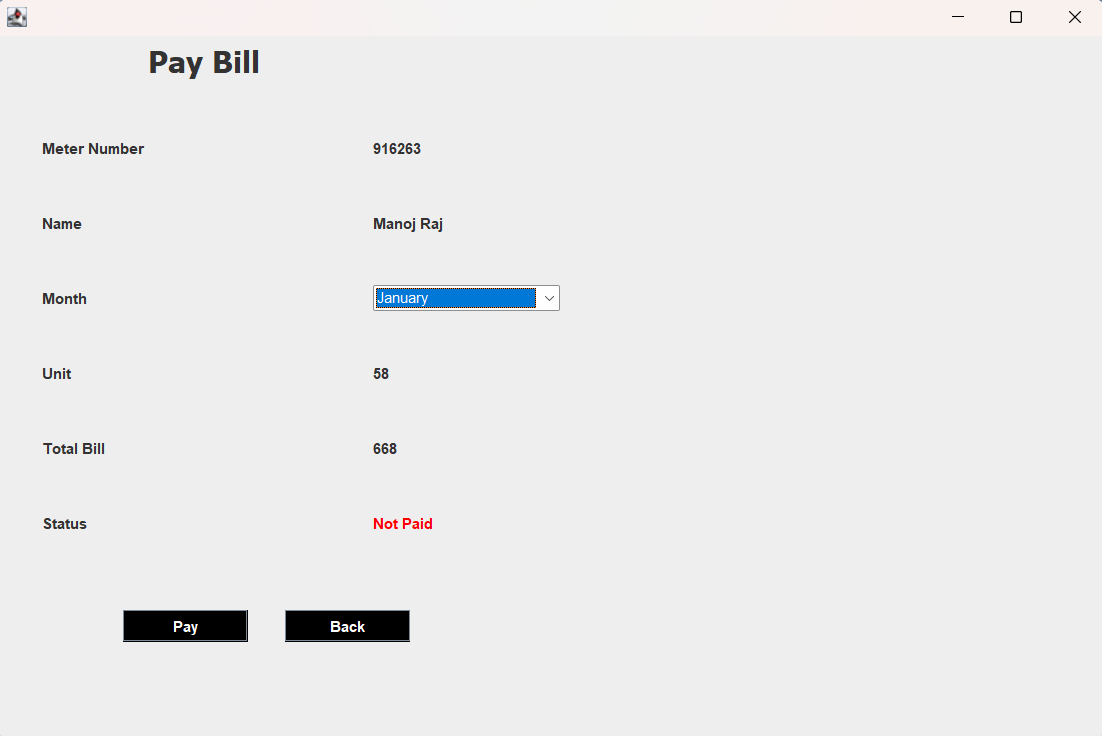 Pay Bill
Meter Number 916263
Name Manoj Raj
Month January
Unit 58
Total Bill 668
Status Not Paid
Pay Back